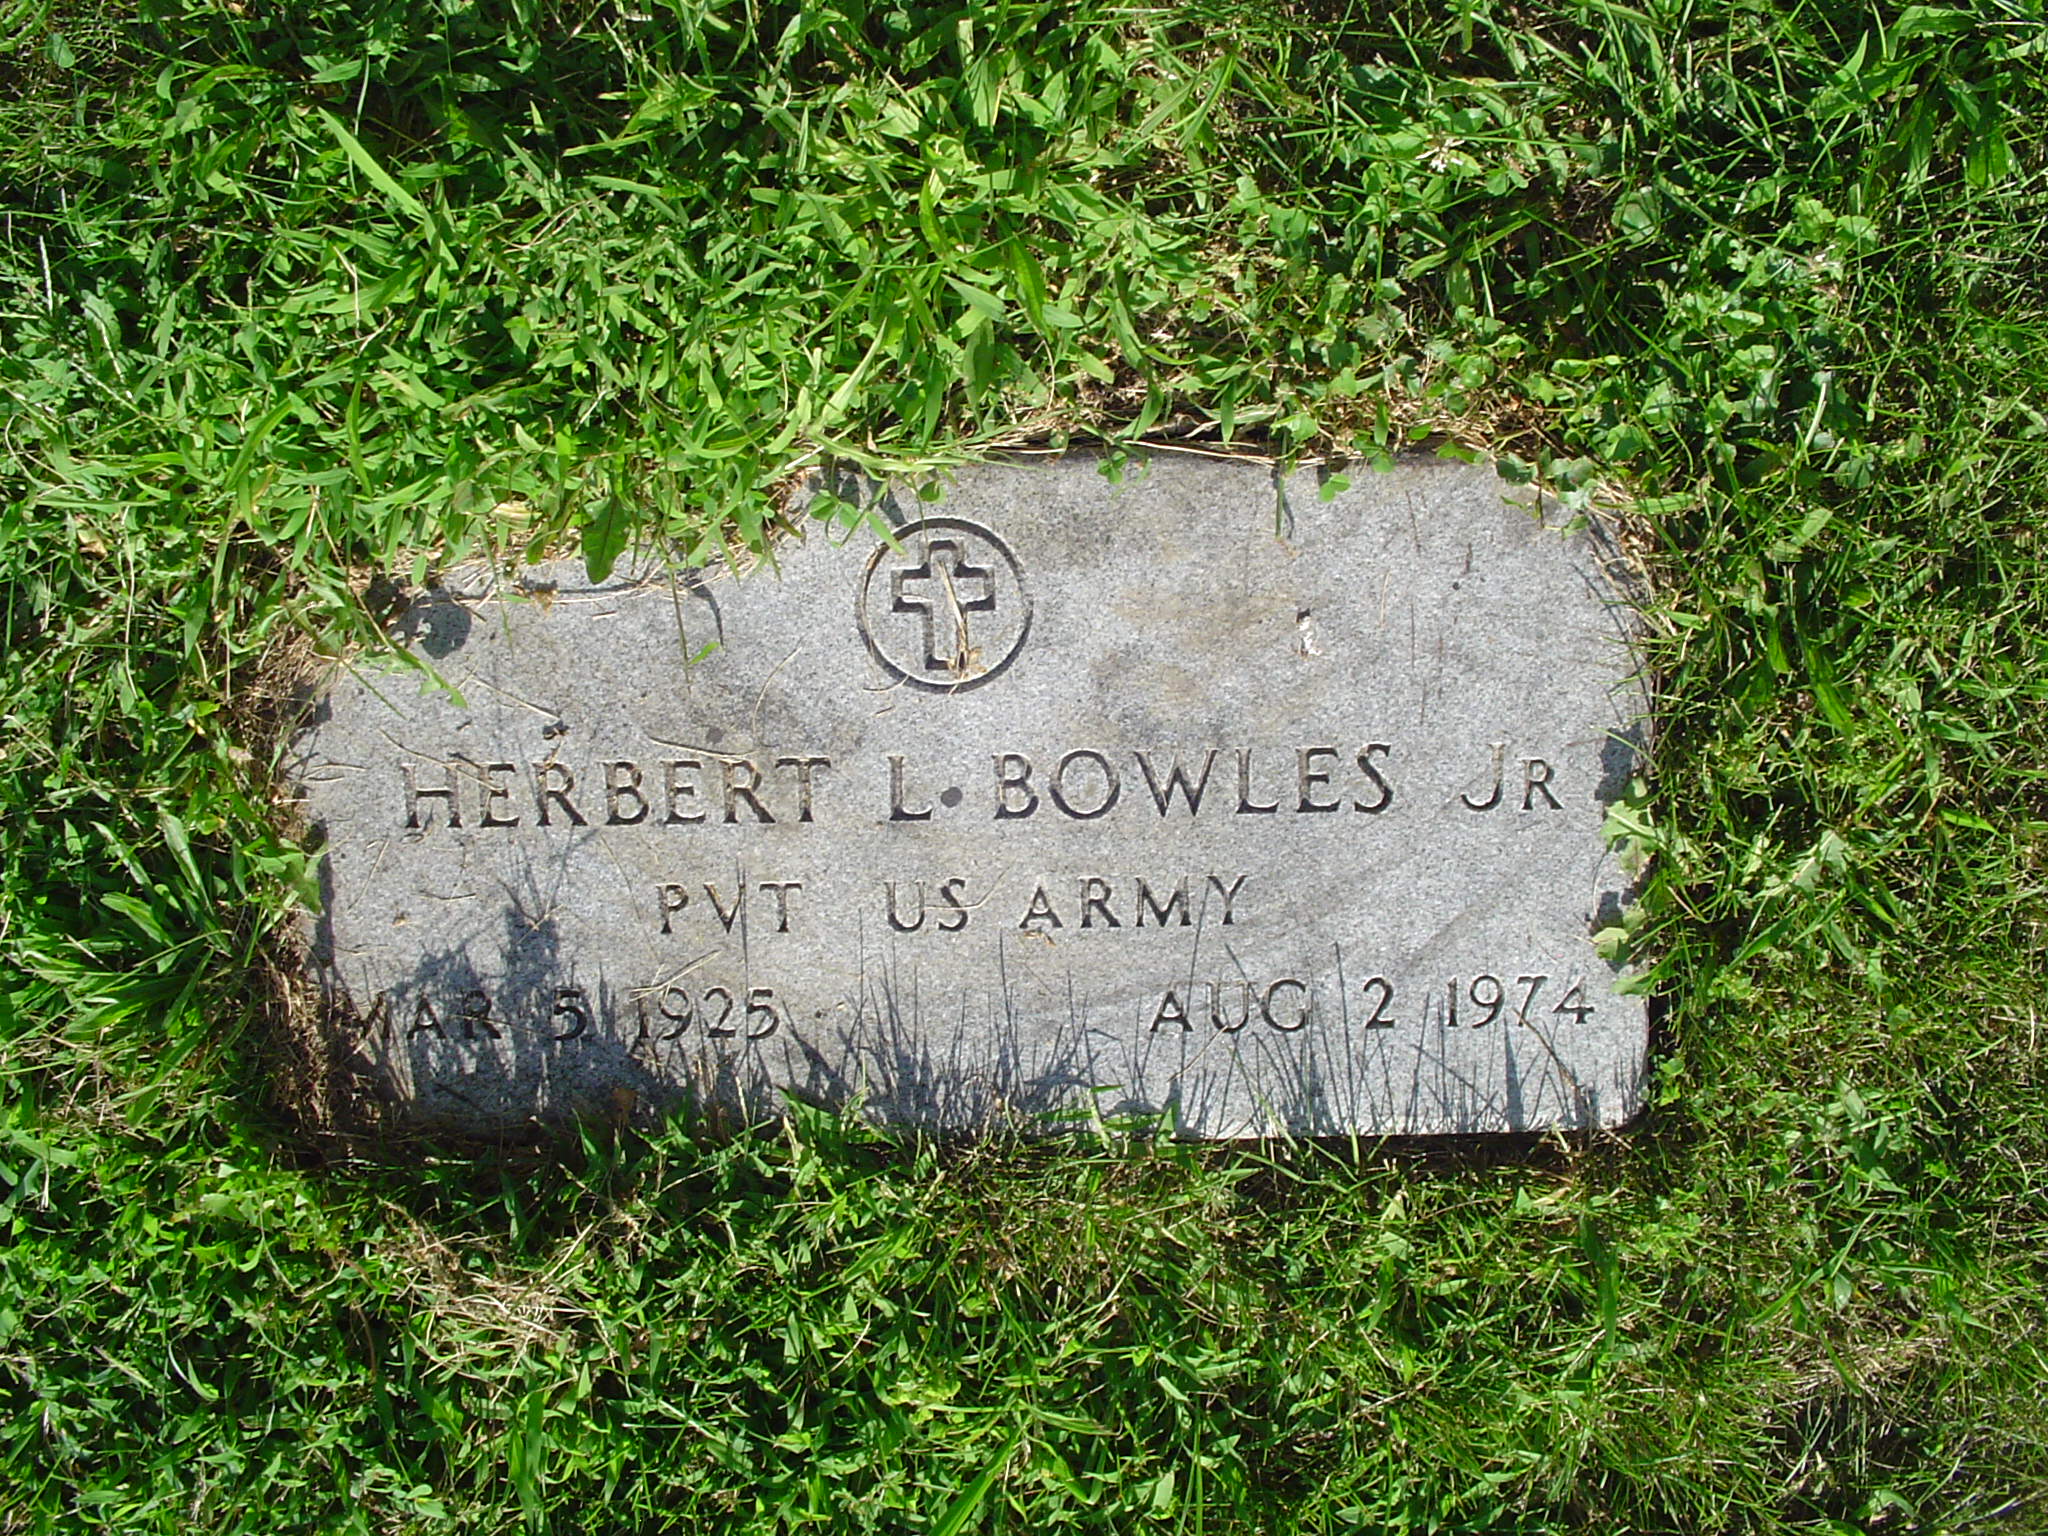 HERBERT L BOWLES JR
PVT US ARMY
MAR 5 1925 AUG 2 1974